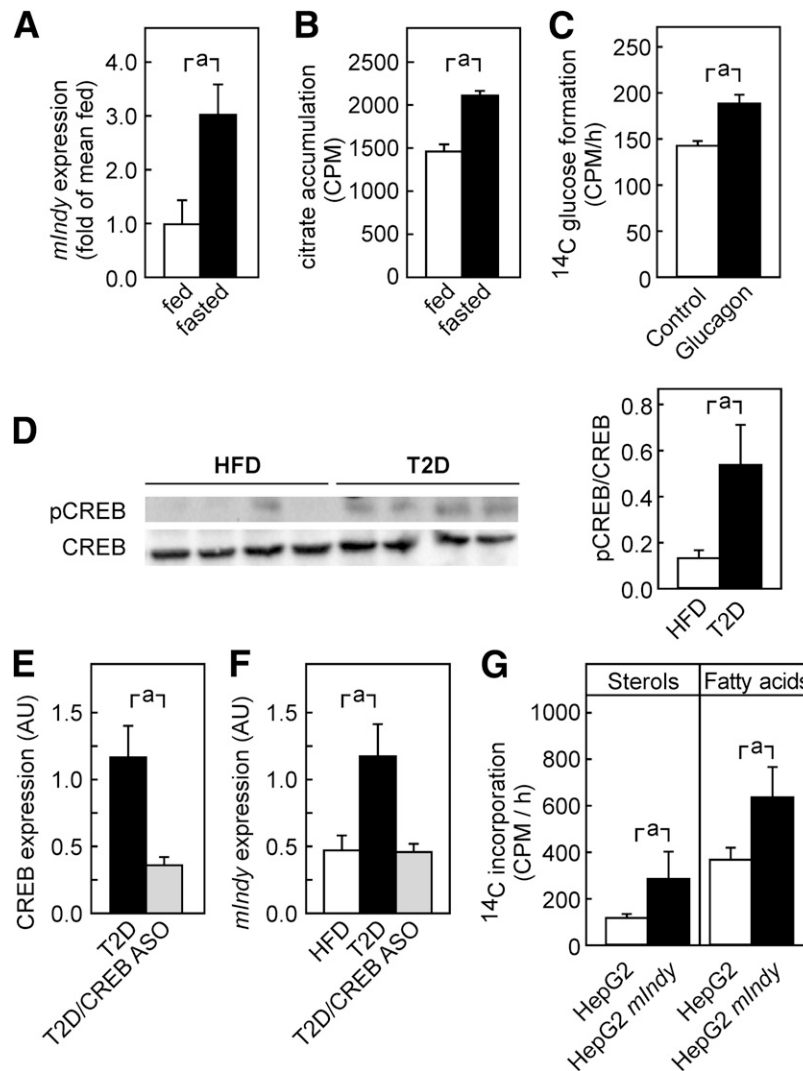 A
mIndy expression
(fold of mean fed)
4.0
3.0
2.0
1.0
0.0
a
fed
fasted
B
citrate accumulation
(CPM)
2500
2000
1500
1000
500
0
a
fed
fasted
C
14C glucose formation
(CPM/h)
250
200
150
100
50
0
a
Control
Glucagon
D
HFD
T2D
pCREB
CREB
pCREB/CREB
0.8
0.6
0.4
0.2
0.0
a
HFD
T2D
E
CREB expression (AU)
1.5
1.0
0.5
0.0
a
T2D
T2D/CREB ASO
F
mIndy expression (AU)
1.5
1.0
0.5
0.0
a
HFD
T2D
T2D/CREB ASO
G
14C incorporation
(CPM / h)
Sterols
Fatty acids
1000
800
600
400
200
0
a
a
HepG2
HepG2 mIndy
HepG2
HepG2 mIndy